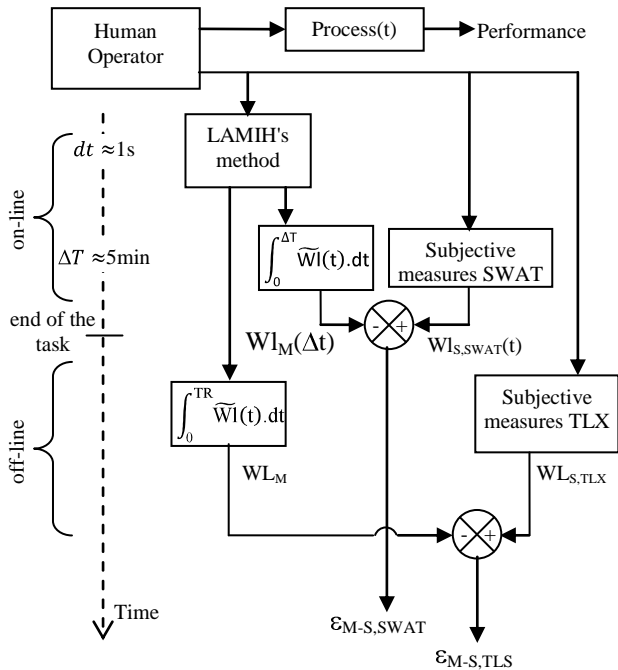 Human
Operator
Process(t)
Performance
LAMIH's
method
dt ≈1s
on-line
ΔT ≈5min
∫₀^ΔT W̃l(t).dt
Subjective
measures SWAT
end of the
task
- +
Wl_M(Δt)
Wl_S,SWAT(t)
∫₀^TR W̃l(t).dt
Subjective
measures TLX
off-line
WL_M
WL_S,TLX
- +
Time
ε_M-S,SWAT
ε_M-S,TLS